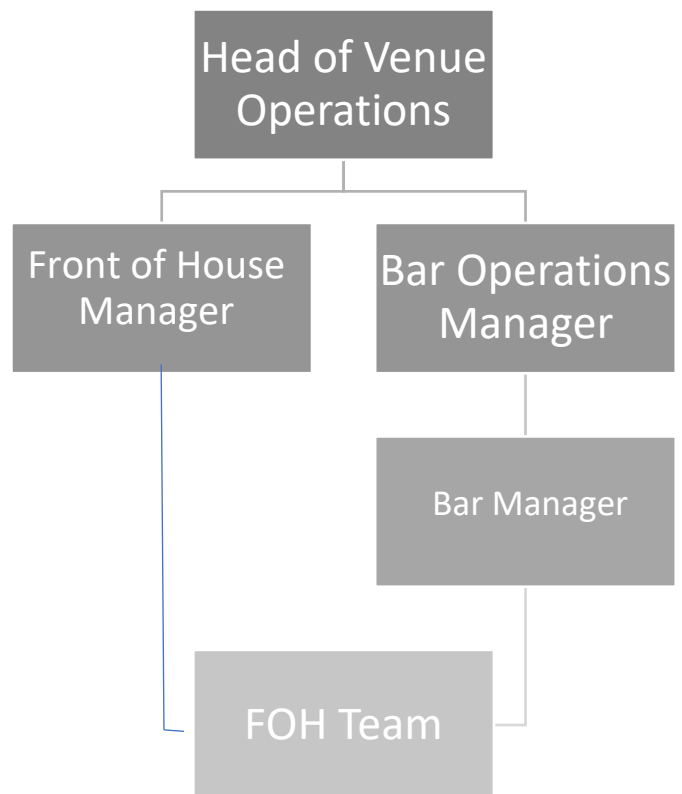 Head of Venue
Operations
Front of House
Manager
Bar Operations
Manager
Bar Manager
FOH Team